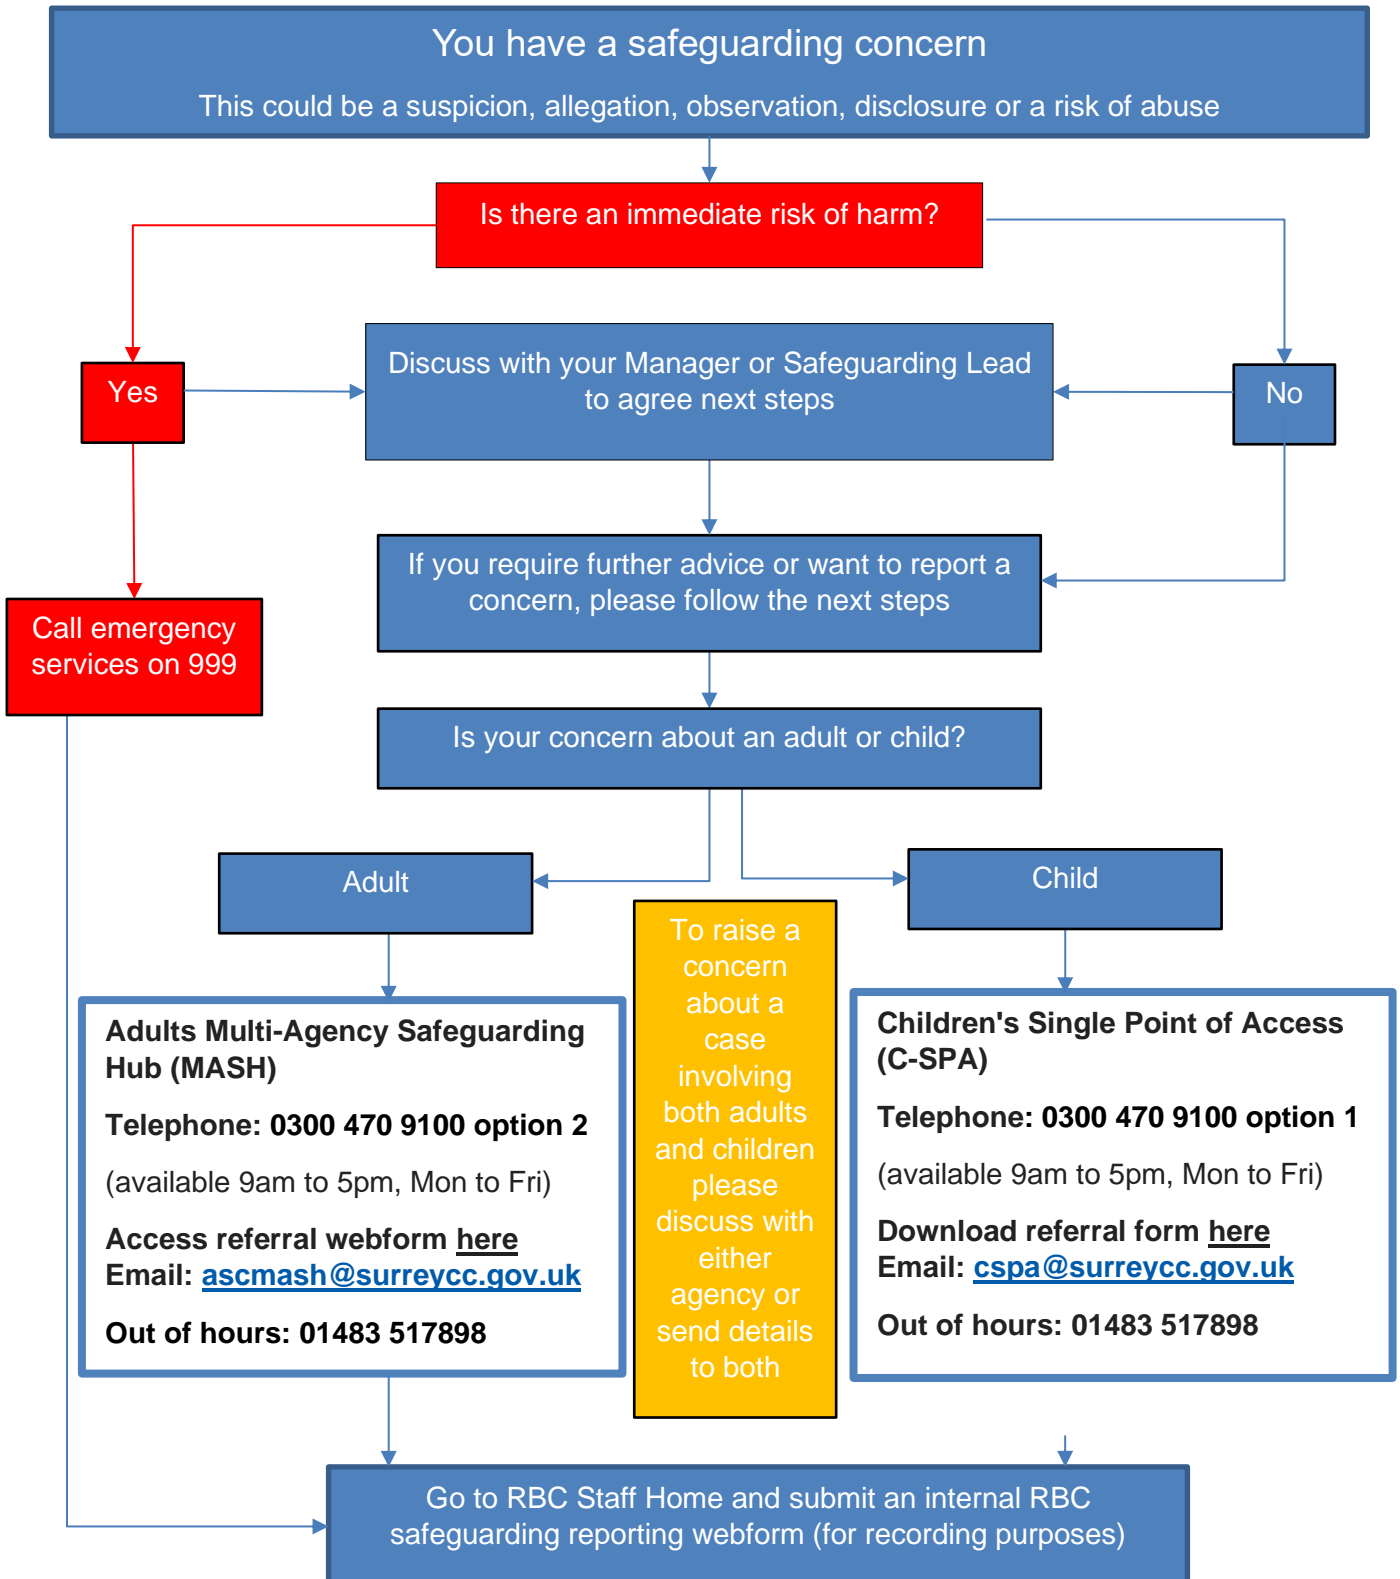 You have a safeguarding concern
This could be a suspicion, allegation, observation, disclosure or a risk of abuse
Is there an immediate risk of harm?
Yes
Discuss with your Manager or Safeguarding Lead
to agree next steps
No
If you require further advice or want to report a
concern, please follow the next steps
Call emergency
services on 999
Is your concern about an adult or child?
Adult
Child
To raise a
concern
about a
case
involving
both adults
and children
please
discuss with
either
agency or
send details
to both
Adults Multi-Agency Safeguarding
Hub (MASH)
Telephone: 0300 470 9100 option 2
(available 9am to 5pm, Mon to Fri)
Access referral webform here
Email: ascmash@surreycc.gov.uk
Out of hours: 01483 517898
Children's Single Point of Access
(C-SPA)
Telephone: 0300 470 9100 option 1
(available 9am to 5pm, Mon to Fri)
Download referral form here
Email: cspa@surreycc.gov.uk
Out of hours: 01483 517898
Go to RBC Staff Home and submit an internal RBC
safeguarding reporting webform (for recording purposes)